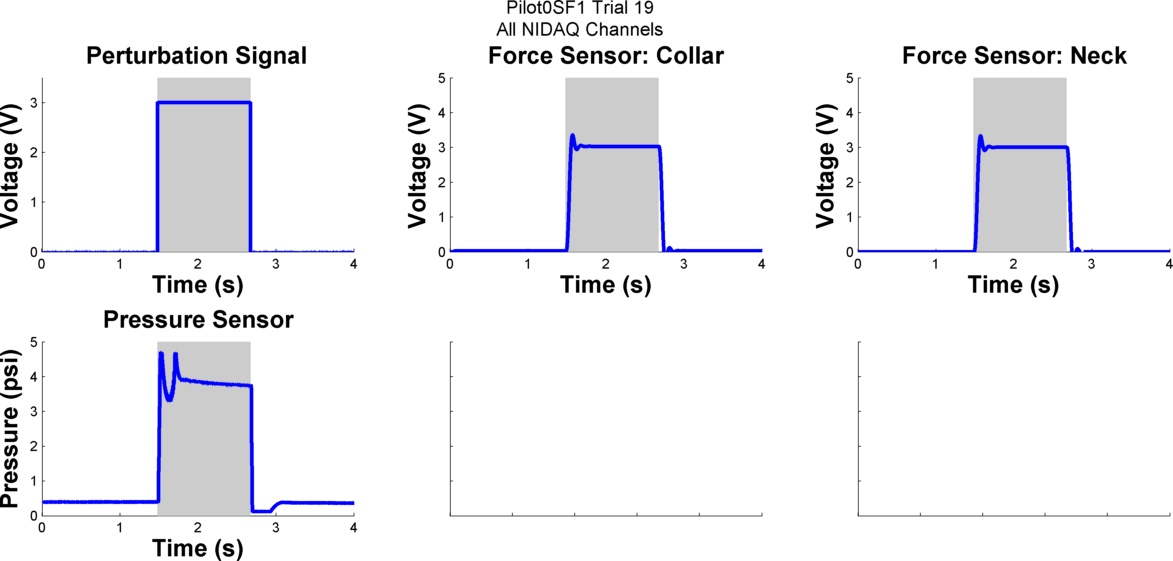 Pilot0SF1 Trial 19
All NIDAQ Channels
Perturbation Signal
Force Sensor: Collar
Force Sensor: Neck
Voltage (V)
3
2
1
0
0 1 2 3 4
Time (s)
Voltage (V)
5
4
3
2
1
0
0 1 2 3 4
Time (s)
Voltage (V)
5
4
3
2
1
0
0 1 2 3 4
Time (s)
Pressure Sensor
Pressure (psi)
5
4
3
2
1
0
0 1 2 3 4
Time (s)